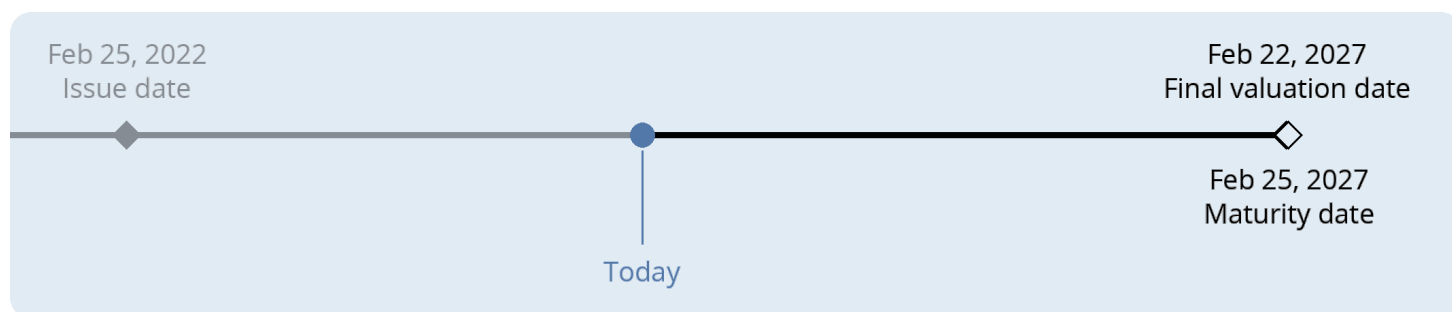 Feb 25, 2022
Issue date
Feb 22, 2027
Final valuation date
Feb 25, 2027
Maturity date
Today